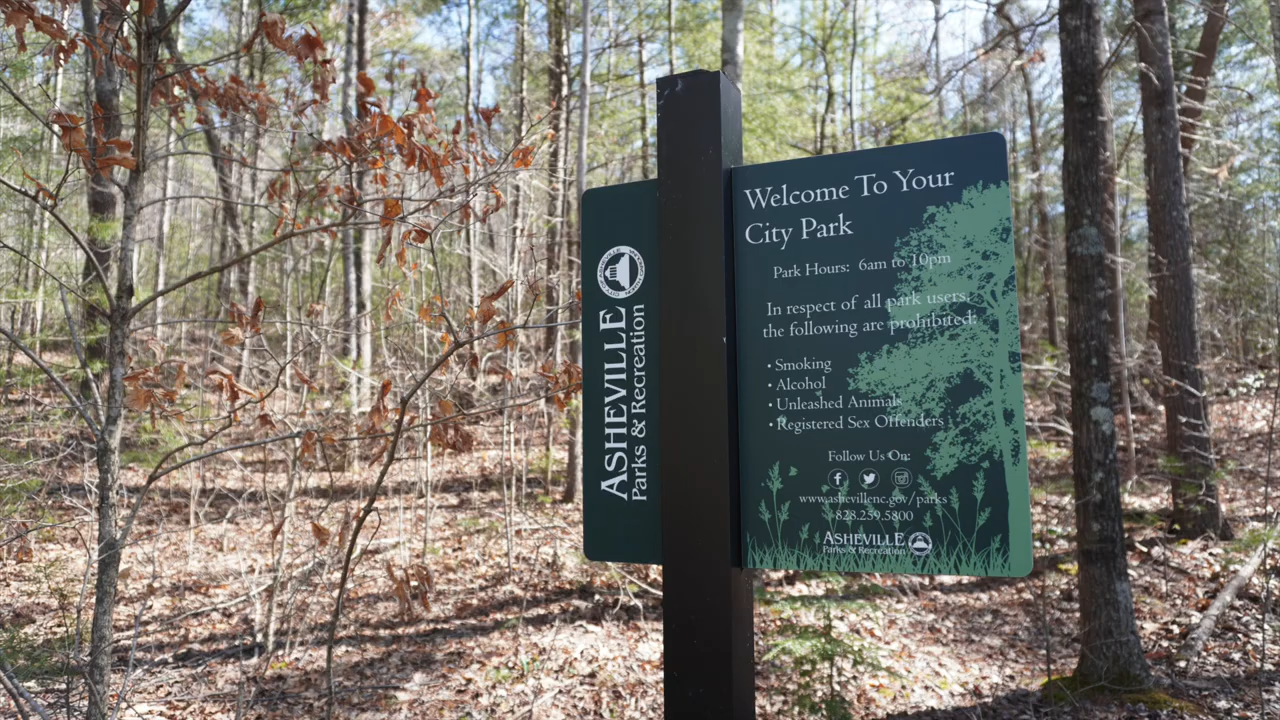 ASHEVILLE
Parks & Recreation
Welcome To Your
City Park
Park Hours: 6am to 10pm
In respect of all park users,
the following are prohibited:
• Smoking
• Alcohol
• Unleashed Animals
• Registered Sex Offenders
Follow Us On:
www.ashevillenc.gov/parks
828.259.5800
ASHEVILLE
Parks & Recreation